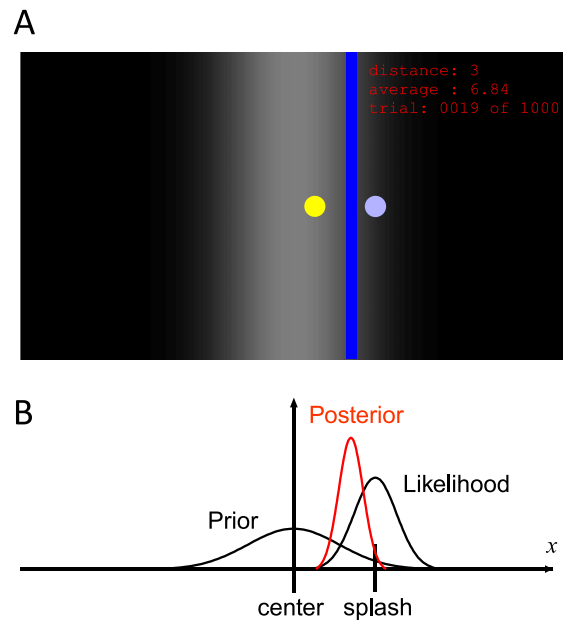 A
distance: 3
average : 6.84
trial: 0019 of 1000
B
Posterior
Likelihood
Prior
x
center
splash